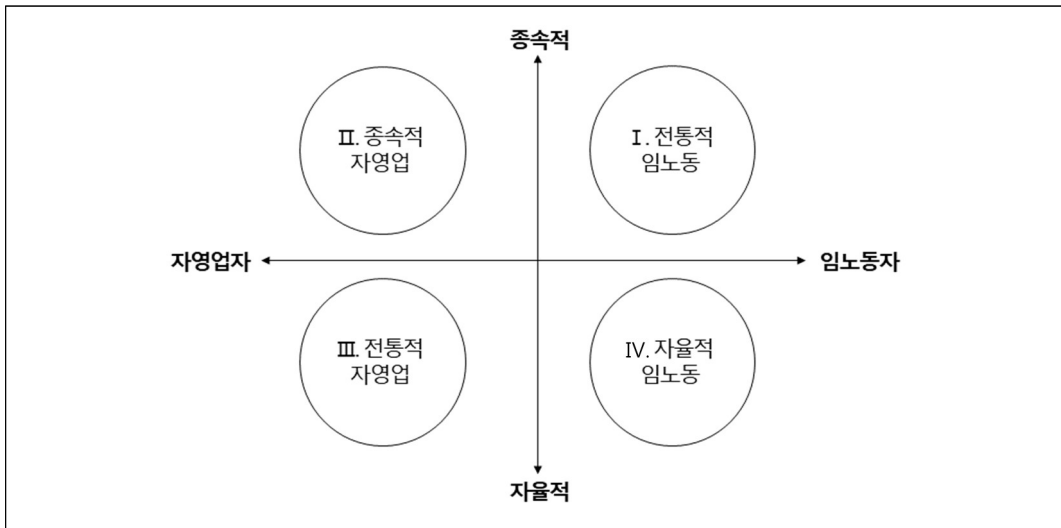 종속적
Ⅱ. 종속적
자영업
Ⅰ. 전통적
임노동
자영업자
임노동자
Ⅲ. 전통적
자영업
Ⅳ. 자율적
임노동
자율적